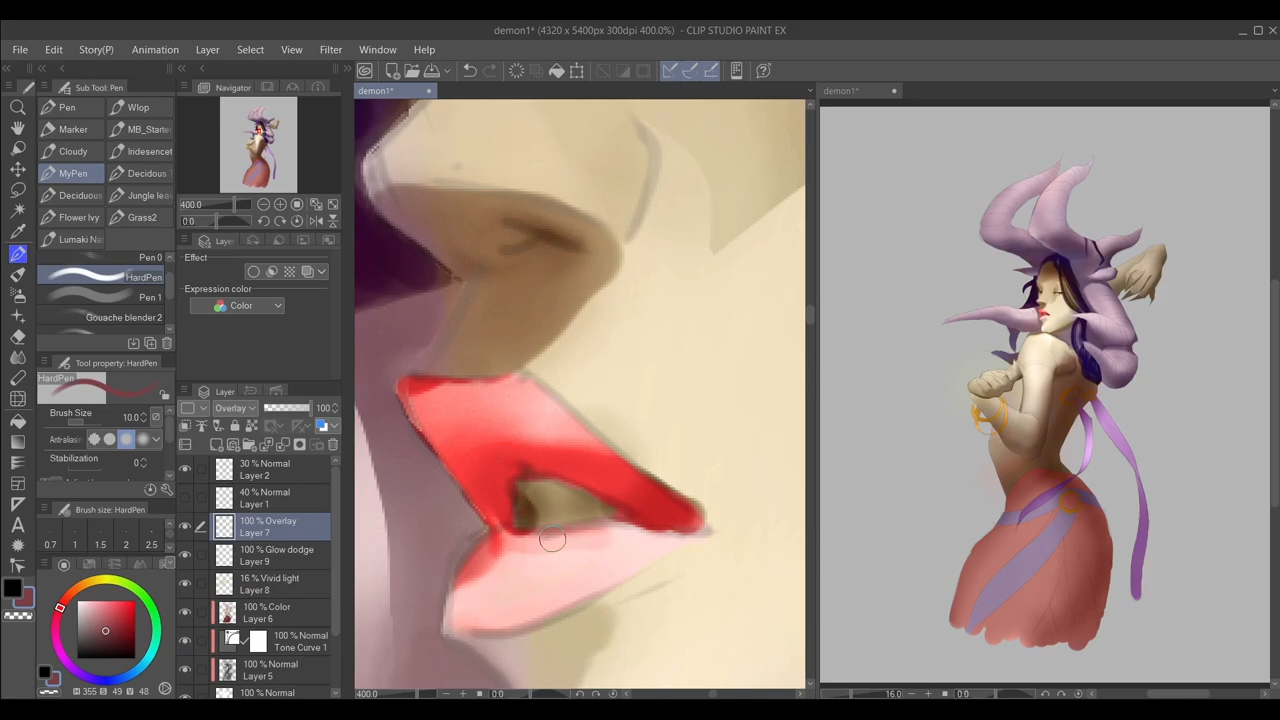 demon1* (4320 x 5400px 300dpi 400.0%) - CLIP STUDIO PAINT EX
File Edit Story(P) Animation Layer Select View Filter Window Help
Sub Tool: Pen
Pen Wlop
Marker MB_Starte
Cloudy Iridesencet
MyPen Decidous
Deciduous Jungle lea
Flower Ivy Grass2
Lumaki Na
Pen 0
HardPen
Pen 1
Gouache blender 2
Tool property: HardPen
HardPen
Brush Size 10.0
Anti-aliasin
Stabilization 0
Brush size: HardPen
0.7 1 1.5 2 2.5
355 S 49 V 48
Navigator
400.0
0.0
Layer
Effect
Expression color
Color
Layer
Overlay 100
30 % Normal
Layer 2
40 % Normal
Layer 1
100 % Overlay
Layer 7
100 % Glow dodge
Layer 9
16 % Vivid light
Layer 8
100 % Color
Layer 6
100 % Normal
Tone Curve 1
100 % Normal
Layer 5
100 % Normal
demon1*
400.0 0.0
demon1*
16.0 0.0